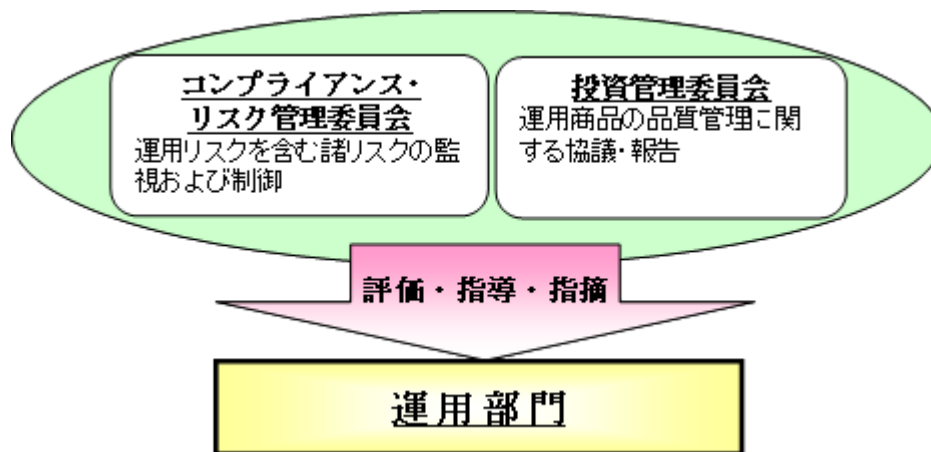 コンプライアンス・
リスク管理委員会
運用リスクを含む諸リスクの監
視および制御
投資管理委員会
運用商品の品質管理に関
する協議・報告
評価・指導・指摘
運用部門